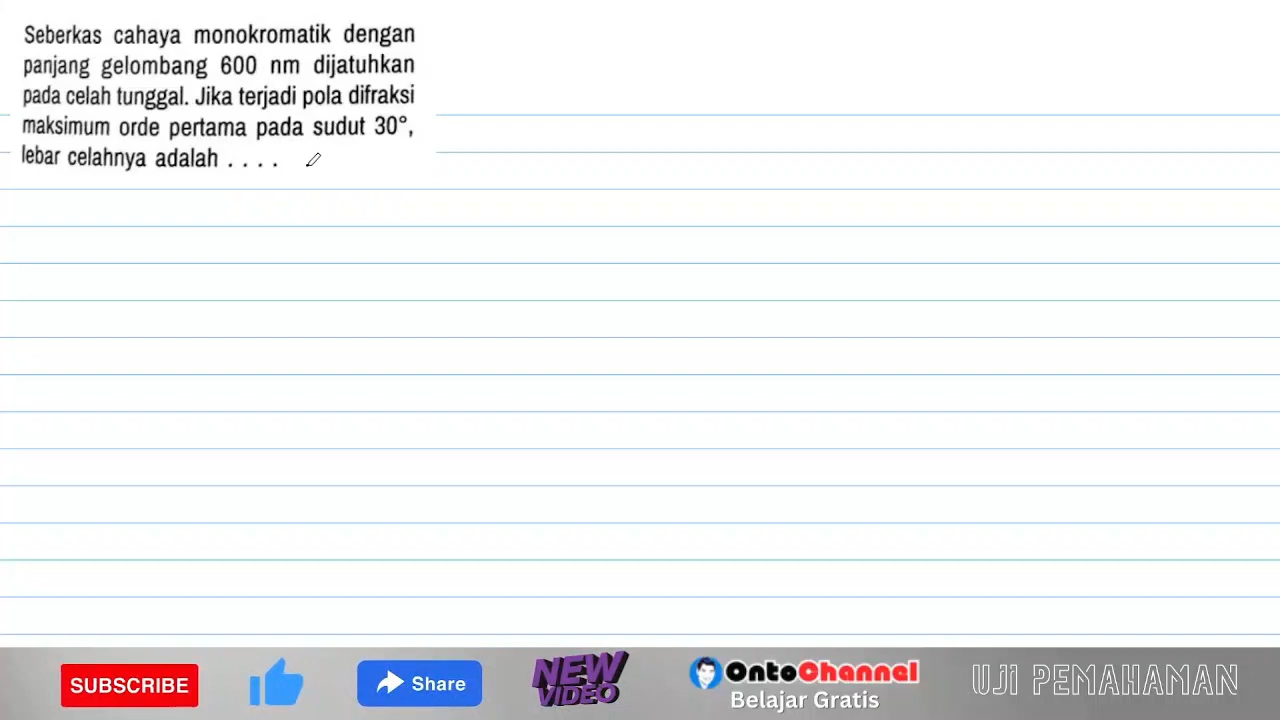 Seberkas cahaya monokromatik dengan
panjang gelombang 600 nm dijatuhkan
pada celah tunggal. Jika terjadi pola difraksi
maksimum orde pertama pada sudut 30°,
lebar celahnya adalah . . . .
SUBSCRIBE
Share
NEW
VIDEO
OntoChannel
Belajar Gratis
UJI PEMAHAMAN